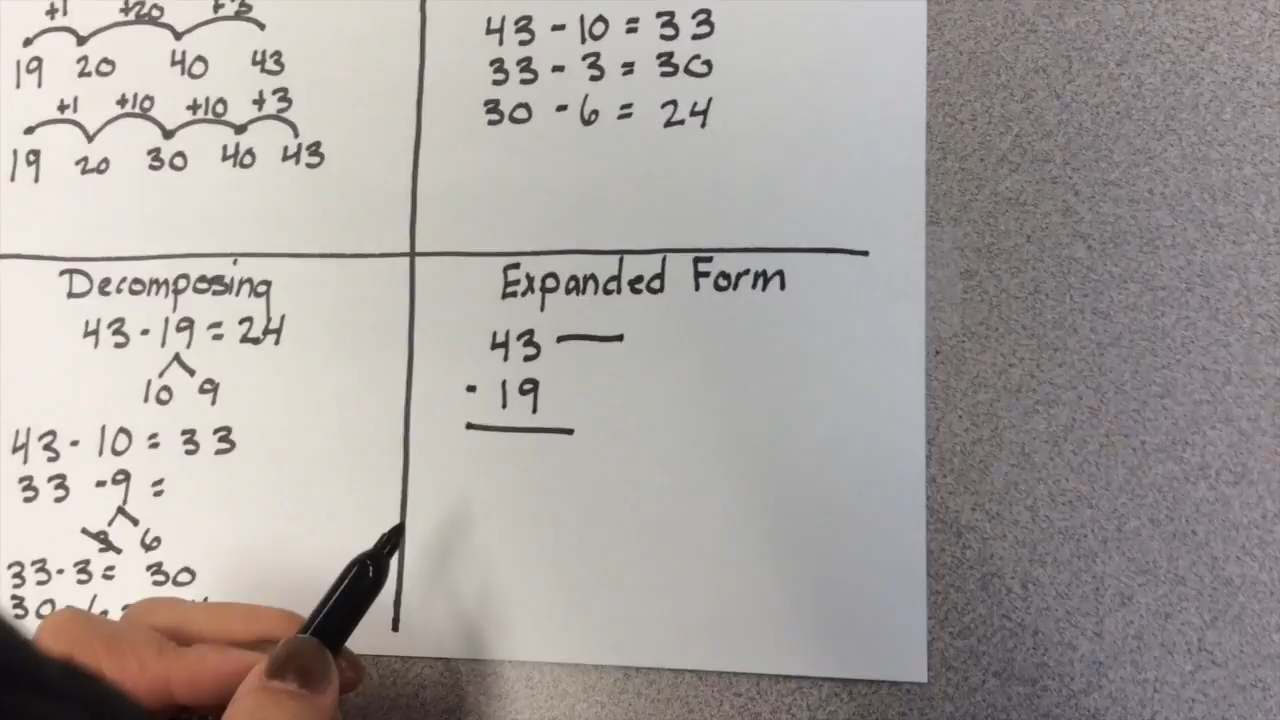 +1 +20 +3
19 20 40 43
+1 +10 +10 +3
19 20 30 40 43
43 - 10 = 33
33 - 3 = 30
30 - 6 = 24
Decomposing
43 - 19 = 24
10 9
43 - 10 = 33
33 - 9 =
3 6
33 - 3 = 30
30 - 6 =
Expanded Form
43 —
- 19